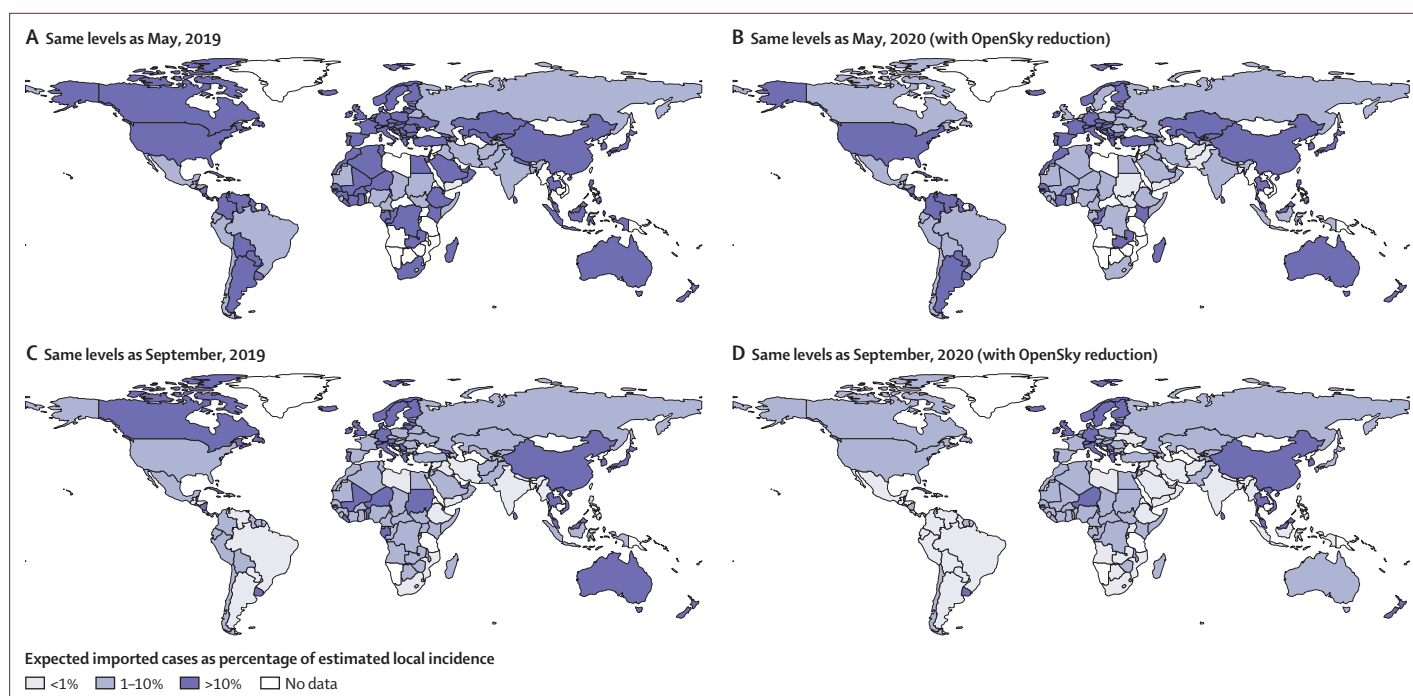 A Same levels as May, 2019
B Same levels as May, 2020 (with OpenSky reduction)
C Same levels as September, 2019
D Same levels as September, 2020 (with OpenSky reduction)
Expected imported cases as percentage of estimated local incidence
<1% 1–10% >10% No data